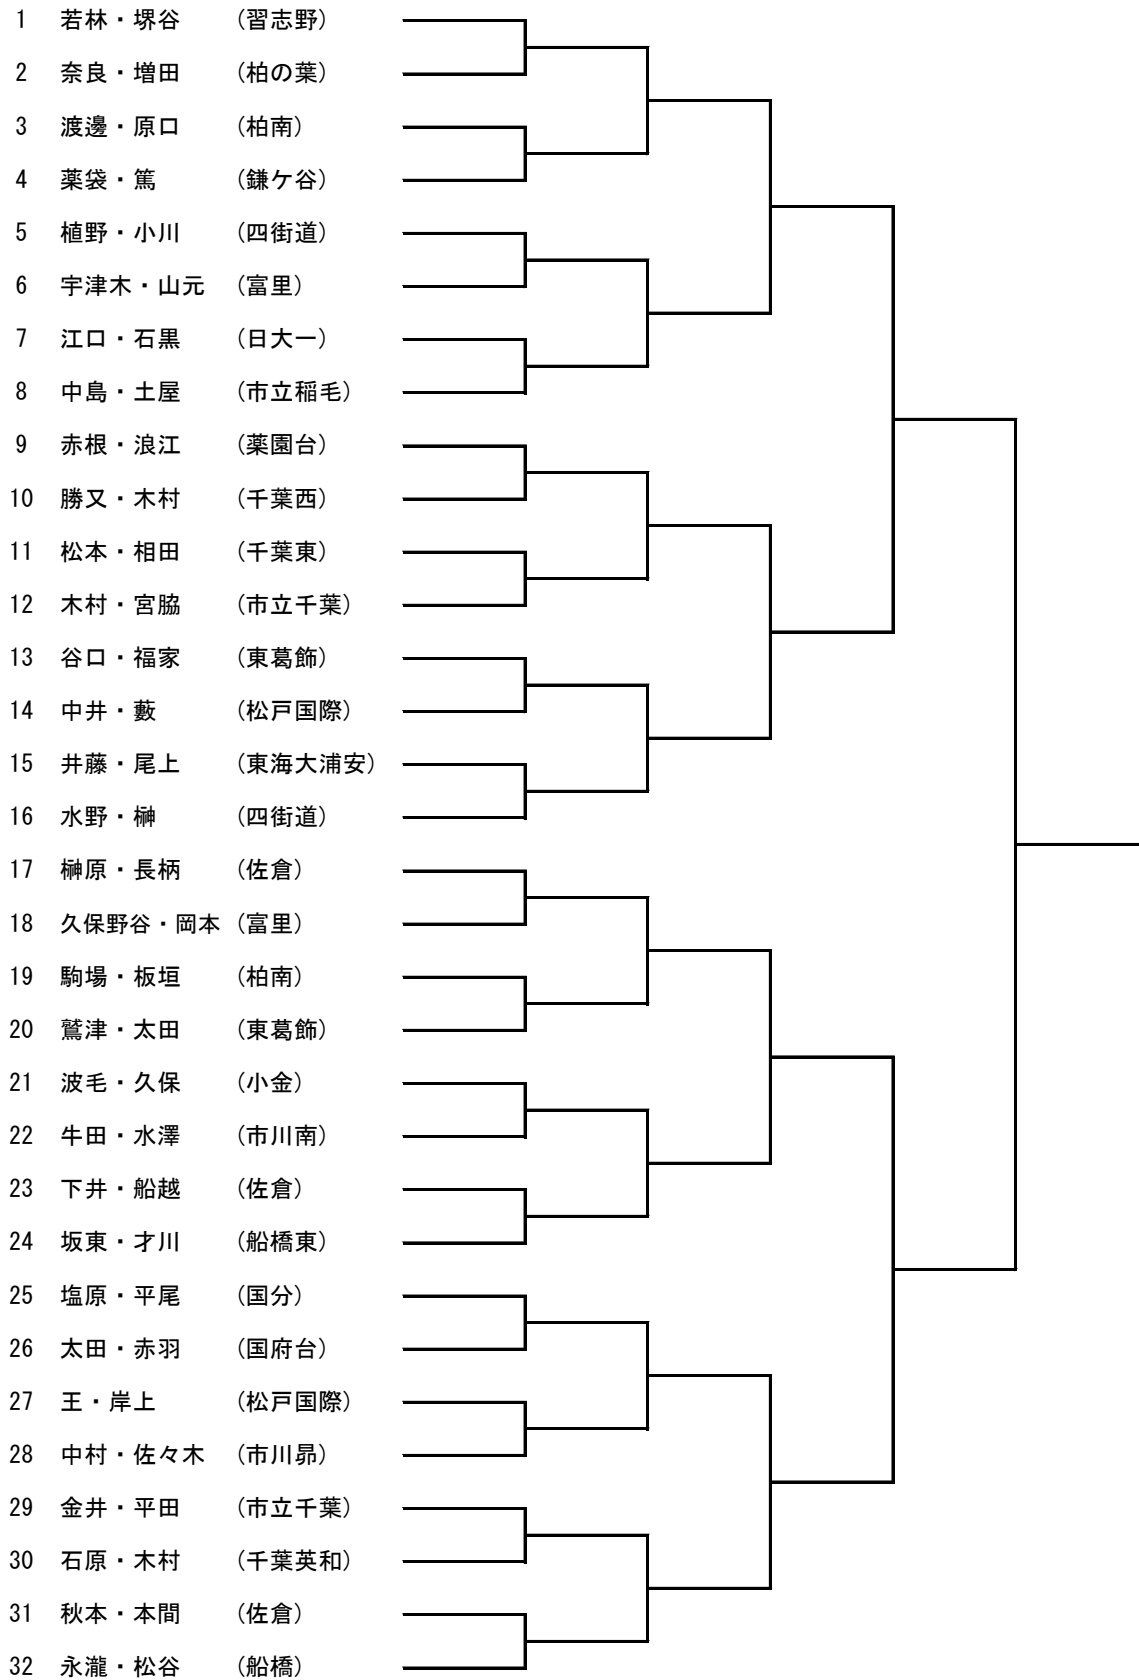 1 若林・堺谷 (習志野)
2 奈良・増田 (柏の葉)
3 渡邊・原口 (柏南)
4 薬袋・篤 (鎌ケ谷)
5 植野・小川 (四街道)
6 宇津木・山元 (富里)
7 江口・石黒 (日大一)
8 中島・土屋 (市立稲毛)
9 赤根・浪江 (薬園台)
10 勝又・木村 (千葉西)
11 松本・相田 (千葉東)
12 木村・宮脇 (市立千葉)
13 谷口・福家 (東葛飾)
14 中井・藪 (松戸国際)
15 井藤・尾上 (東海大浦安)
16 水野・榊 (四街道)
17 榊原・長柄 (佐倉)
18 久保野谷・岡本 (富里)
19 駒場・板垣 (柏南)
20 鷲津・太田 (東葛飾)
21 波毛・久保 (小金)
22 牛田・水澤 (市川南)
23 下井・船越 (佐倉)
24 坂東・才川 (船橋東)
25 塩原・平尾 (国分)
26 太田・赤羽 (国府台)
27 王・岸上 (松戸国際)
28 中村・佐々木 (市川昴)
29 金井・平田 (市立千葉)
30 石原・木村 (千葉英和)
31 秋本・本間 (佐倉)
32 永瀧・松谷 (船橋)